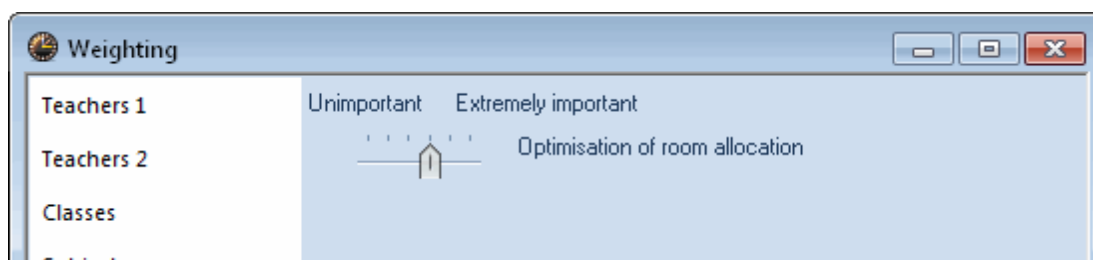 Weighting
Teachers 1
Unimportant Extremely important
Optimisation of room allocation
Teachers 2
Classes